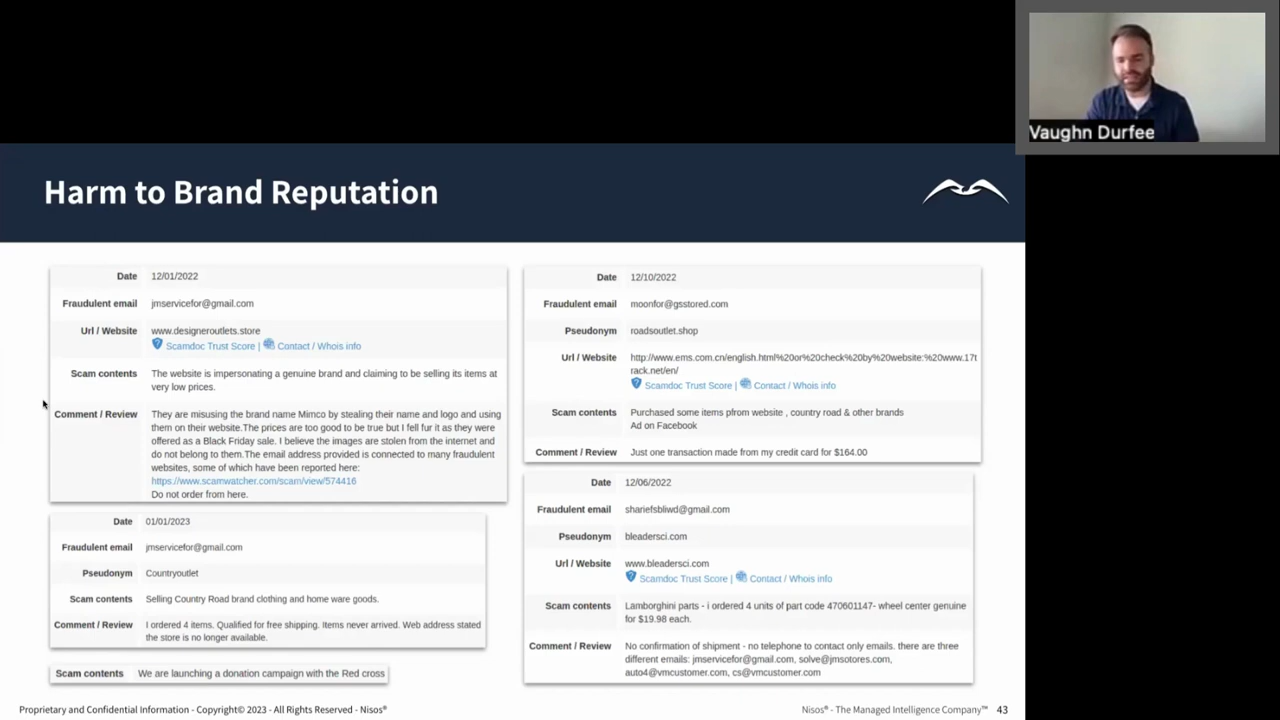 Vaughn Durfee
Harm to Brand Reputation
Date 12/01/2022
Fraudulent email jmservicefor@gmail.com
Url / Website www.designeroutlets.store
Scamdoc Trust Score | Contact / Whois info
Scam contents The website is impersonating a genuine brand and claiming to be selling its items at
very low prices.
Comment / Review They are misusing the brand name Mimco by stealing their name and logo and using
them on their website.The prices are too good to be true but I fell fur it as they were
offered as a Black Friday sale. I believe the images are stolen from the internet and
do not belong to them.The email address provided is connected to many fraudulent
websites, some of which have been reported here:
https://www.scamwatcher.com/scam/view/574416
Do not order from here.
Date 01/01/2023
Fraudulent email jmservicefor@gmail.com
Pseudonym Countryoutlet
Scam contents Selling Country Road brand clothing and home ware goods.
Comment / Review I ordered 4 items. Qualified for free shipping. Items never arrived. Web address stated
the store is no longer available.
Scam contents We are launching a donation campaign with the Red cross
Date 12/10/2022
Fraudulent email moonfor@gsstored.com
Pseudonym roadsoutlet.shop
Url / Website http://www.ems.com.cn/english.html%20or%20check%20by%20website:%20www.17t
rack.net/en/
Scamdoc Trust Score | Contact / Whois info
Scam contents Purchased some items pfrom website , country road & other brands
Ad on Facebook
Comment / Review Just one transaction made from my credit card for $164.00
Date 12/06/2022
Fraudulent email shariefsbliwd@gmail.com
Pseudonym bleadersci.com
Url / Website www.bleadersci.com
Scamdoc Trust Score | Contact / Whois info
Scam contents Lamborghini parts - i ordered 4 units of part code 470601147- wheel center genuine
for $19.98 each.
Comment / Review No confirmation of shipment - no telephone to contact only emails. there are three
different emails: jmservicefor@gmail.com, solve@jmsotores.com,
auto4@vmcustomer.com, cs@vmcustomer.com
Proprietary and Confidential Information - Copyright© 2023 - All Rights Reserved - Nisos®
Nisos® - The Managed Intelligence Company™ 43